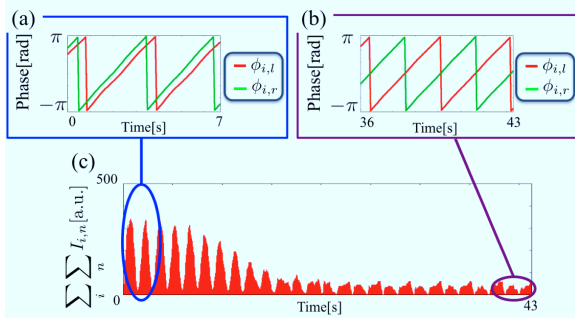 (a)
π
Phase[rad]
−π
0
Time[s]
7
ϕi,l
ϕi,r
(b)
π
Phase[rad]
−π
36
Time[s]
43
ϕi,l
ϕi,r
(c)
500
∑i ∑n Ii,n[a.u.]
0
Time[s]
43